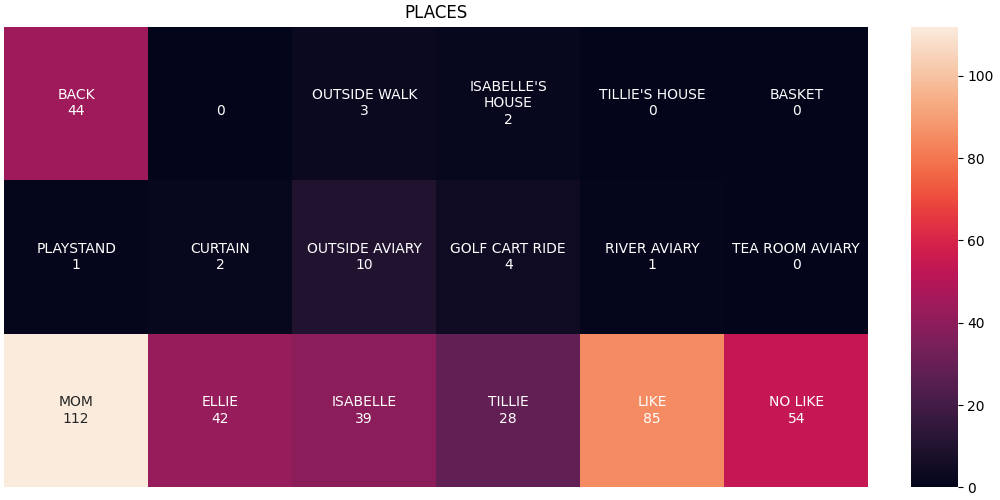 PLACES
BACK
44
0
OUTSIDE WALK
3
ISABELLE'S
HOUSE
2
TILLIE'S HOUSE
0
BASKET
0
PLAYSTAND
1
CURTAIN
2
OUTSIDE AVIARY
10
GOLF CART RIDE
4
RIVER AVIARY
1
TEA ROOM AVIARY
0
MOM
112
ELLIE
42
ISABELLE
39
TILLIE
28
LIKE
85
NO LIKE
54
100
80
60
40
20
0